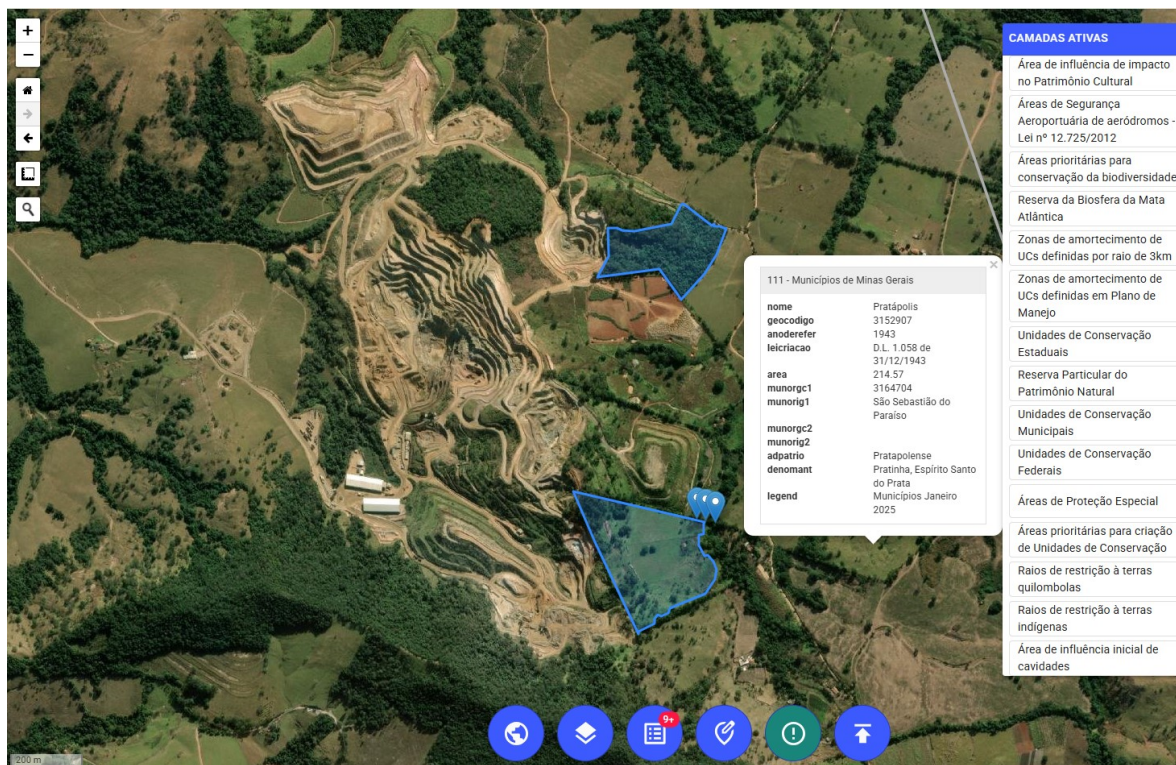 +
−
CAMADAS ATIVAS
Área de influência de impacto
no Patrimônio Cultural
Áreas de Segurança
Aeroportuária de aeródromos -
Lei nº 12.725/2012
Áreas prioritárias para
conservação da biodiversidade
Reserva da Biosfera da Mata
Atlântica
Zonas de amortecimento de
UCs definidas por raio de 3km
Zonas de amortecimento de
UCs definidas em Plano de
Manejo
Unidades de Conservação
Estaduais
Reserva Particular do
Patrimônio Natural
Unidades de Conservação
Municipais
Unidades de Conservação
Federais
Áreas de Proteção Especial
Áreas prioritárias para criação
de Unidades de Conservação
Raios de restrição à terras
quilombolas
Raios de restrição à terras
indígenas
Área de influência inicial de
cavidades
×
111 - Municípios de Minas Gerais
nome Pratápolis
geocodigo 3152907
anoderefer 1943
leicriacao D.L. 1.058 de
31/12/1943
area 214.57
munorgc1 3164704
munorig1 São Sebastião do
Paraíso
munorgc2
munorig2
adpatrio Pratapolense
denomant Pratinha, Espírito Santo
do Prata
legend Municípios Janeiro
2025
9+
200 m